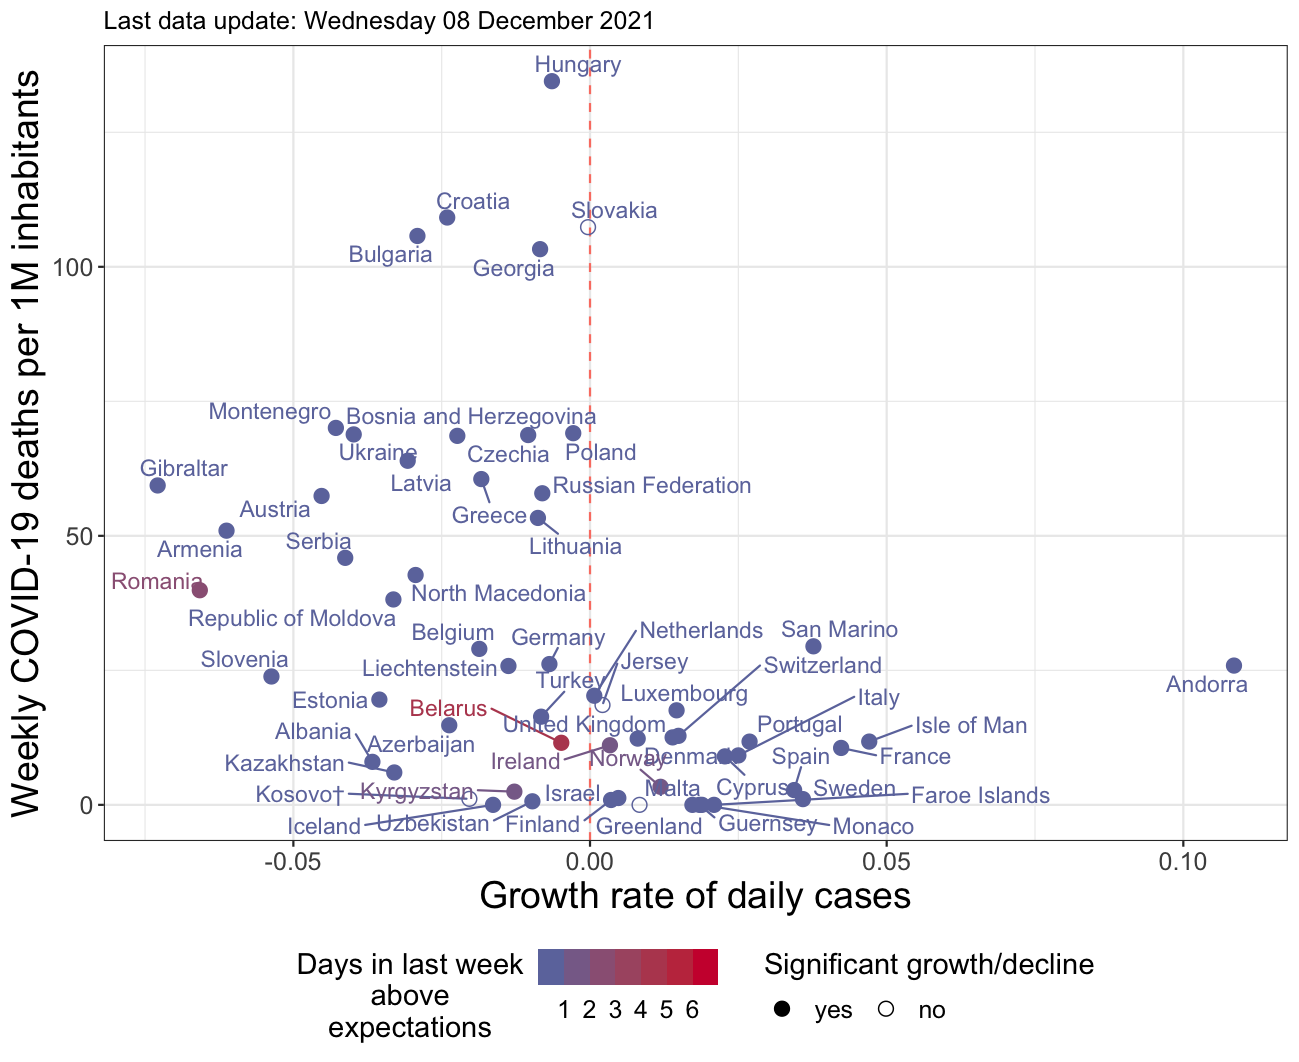 Last data update: Wednesday 08 December 2021
Weekly COVID-19 deaths per 1M inhabitants
Hungary
Croatia
Slovakia
Bulgaria
Georgia
100
Montenegro
Bosnia and Herzegovina
Ukraine
Czechia
Poland
Gibraltar
Latvia
Russian Federation
Austria
Greece
50
Serbia
Lithuania
Armenia
Romania
North Macedonia
Republic of Moldova
Belgium
Germany
Netherlands
San Marino
Slovenia
Liechtenstein
Jersey
Switzerland
Turkey
Andorra
Estonia
Luxembourg
Italy
Belarus
Albania
United Kingdom
Portugal
Isle of Man
Azerbaijan
Kazakhstan
Ireland
Norway
Denmark
Spain
France
Kosovo†
Kyrgyzstan
Israel
Malta
Cyprus
Sweden
Faroe Islands
0
Iceland
Uzbekistan
Finland
Greenland
Guernsey
Monaco
-0.05
0.00
0.05
0.10
Growth rate of daily cases
Days in last week
above
expectations
1 2 3 4 5 6
Significant growth/decline
yes
no